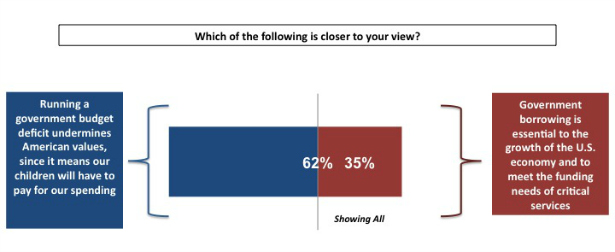 Which of the following is closer to your view?
Running a
government budget
deficit undermines
American values,
since it means our
children will have to
pay for our spending
62% 35%
Showing All
Government
borrowing is
essential to the
growth of the U.S.
economy and to
meet the funding
needs of critical
services